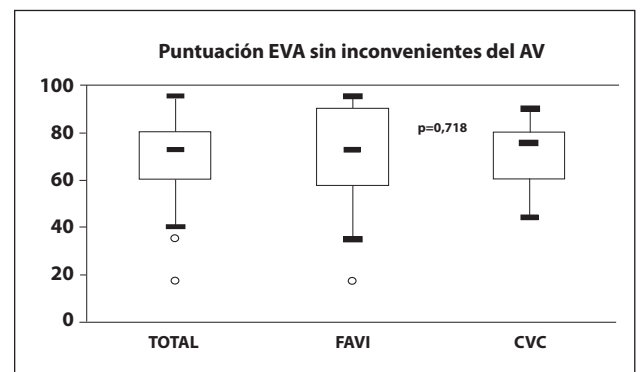 Puntuación EVA sin inconvenientes del AV
100
80
60
40
20
0
p=0,718
TOTAL
FAVI
CVC